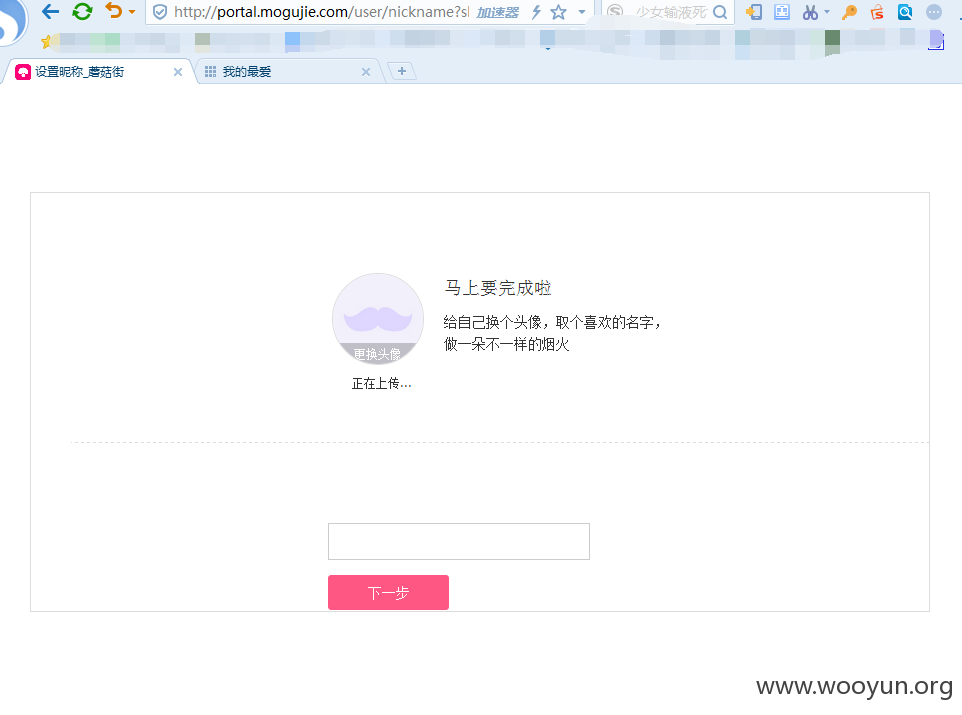 http://portal.mogujie.com/user/nickname?sl 加速器 少女输液死
设置昵称_蘑菇街 我的最爱
马上要完成啦
给自己换个头像，取个喜欢的名字，
做一朵不一样的烟火
更换头像
正在上传...
下一步
www.wooyun.org